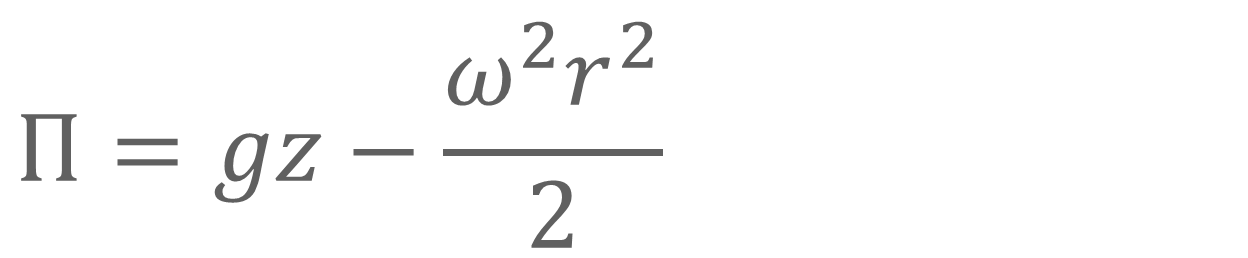 Π = gz − ω²r²/2